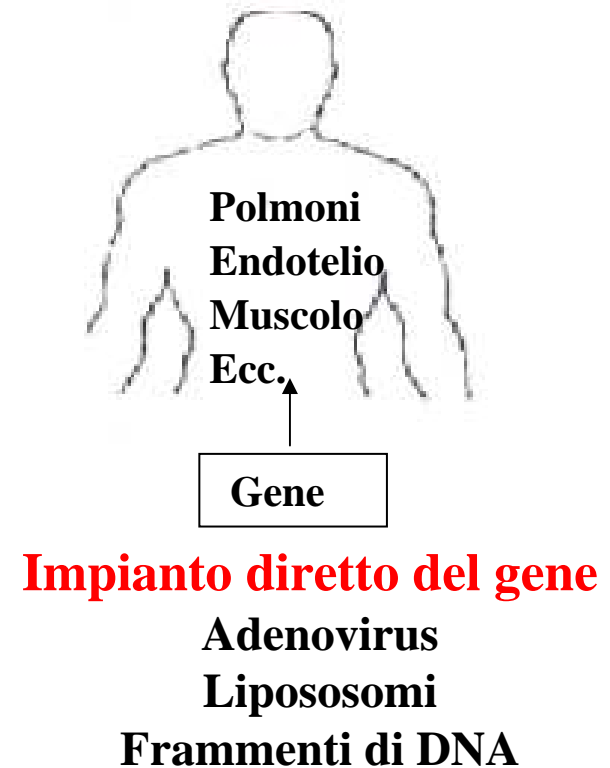 Polmoni
Endotelio
Muscolo
Ecc.
Gene
Impianto diretto del gene
Adenovirus
Lipososomi
Frammenti di DNA